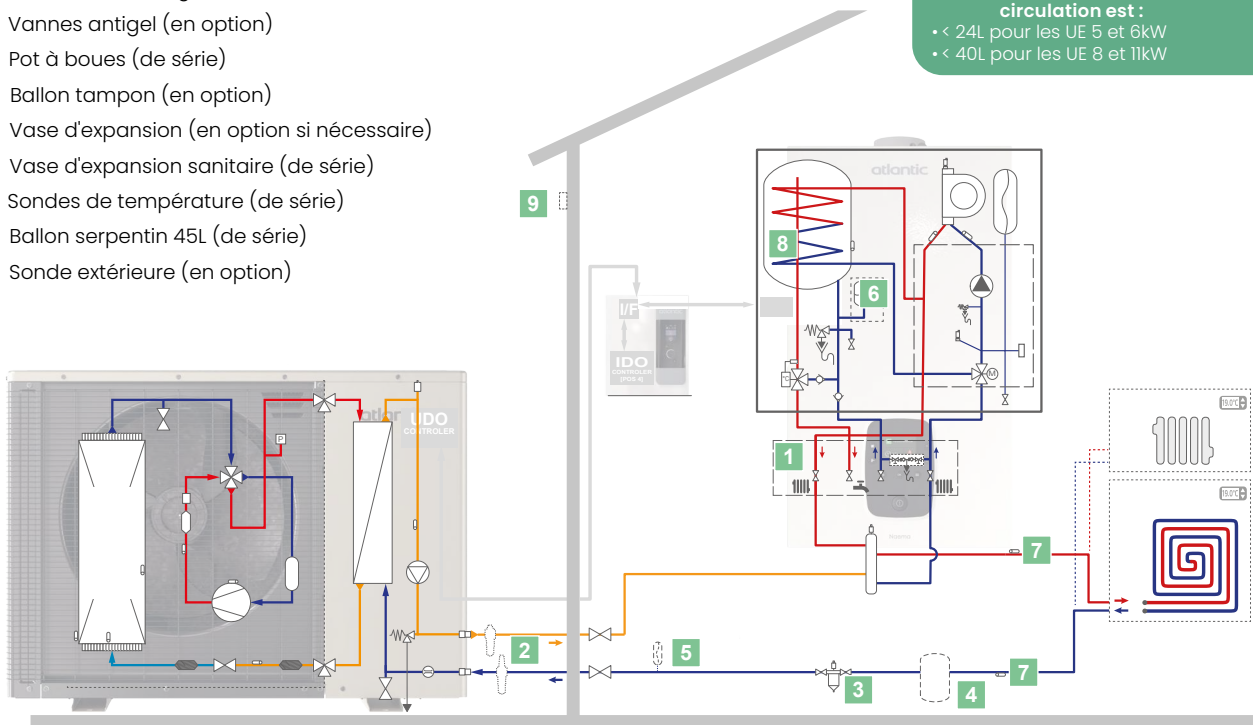 Vannes antigel (en option)
Pot à boues (de série)
Ballon tampon (en option)
Vase d'expansion (en option si nécessaire)
Vase d'expansion sanitaire (de série)
Sondes de température (de série)
Ballon serpentin 45L (de série)
Sonde extérieure (en option)
circulation est :
• < 24L pour les UE 5 et 6kW
• < 40L pour les UE 8 et 11kW
atlantic
9
8
6
I/F
IDO
CONTROLER
(POS 4)
M
UDO
CONTROLER
P
1
19.0°C
19.0°C
7
2
5
3
4
7